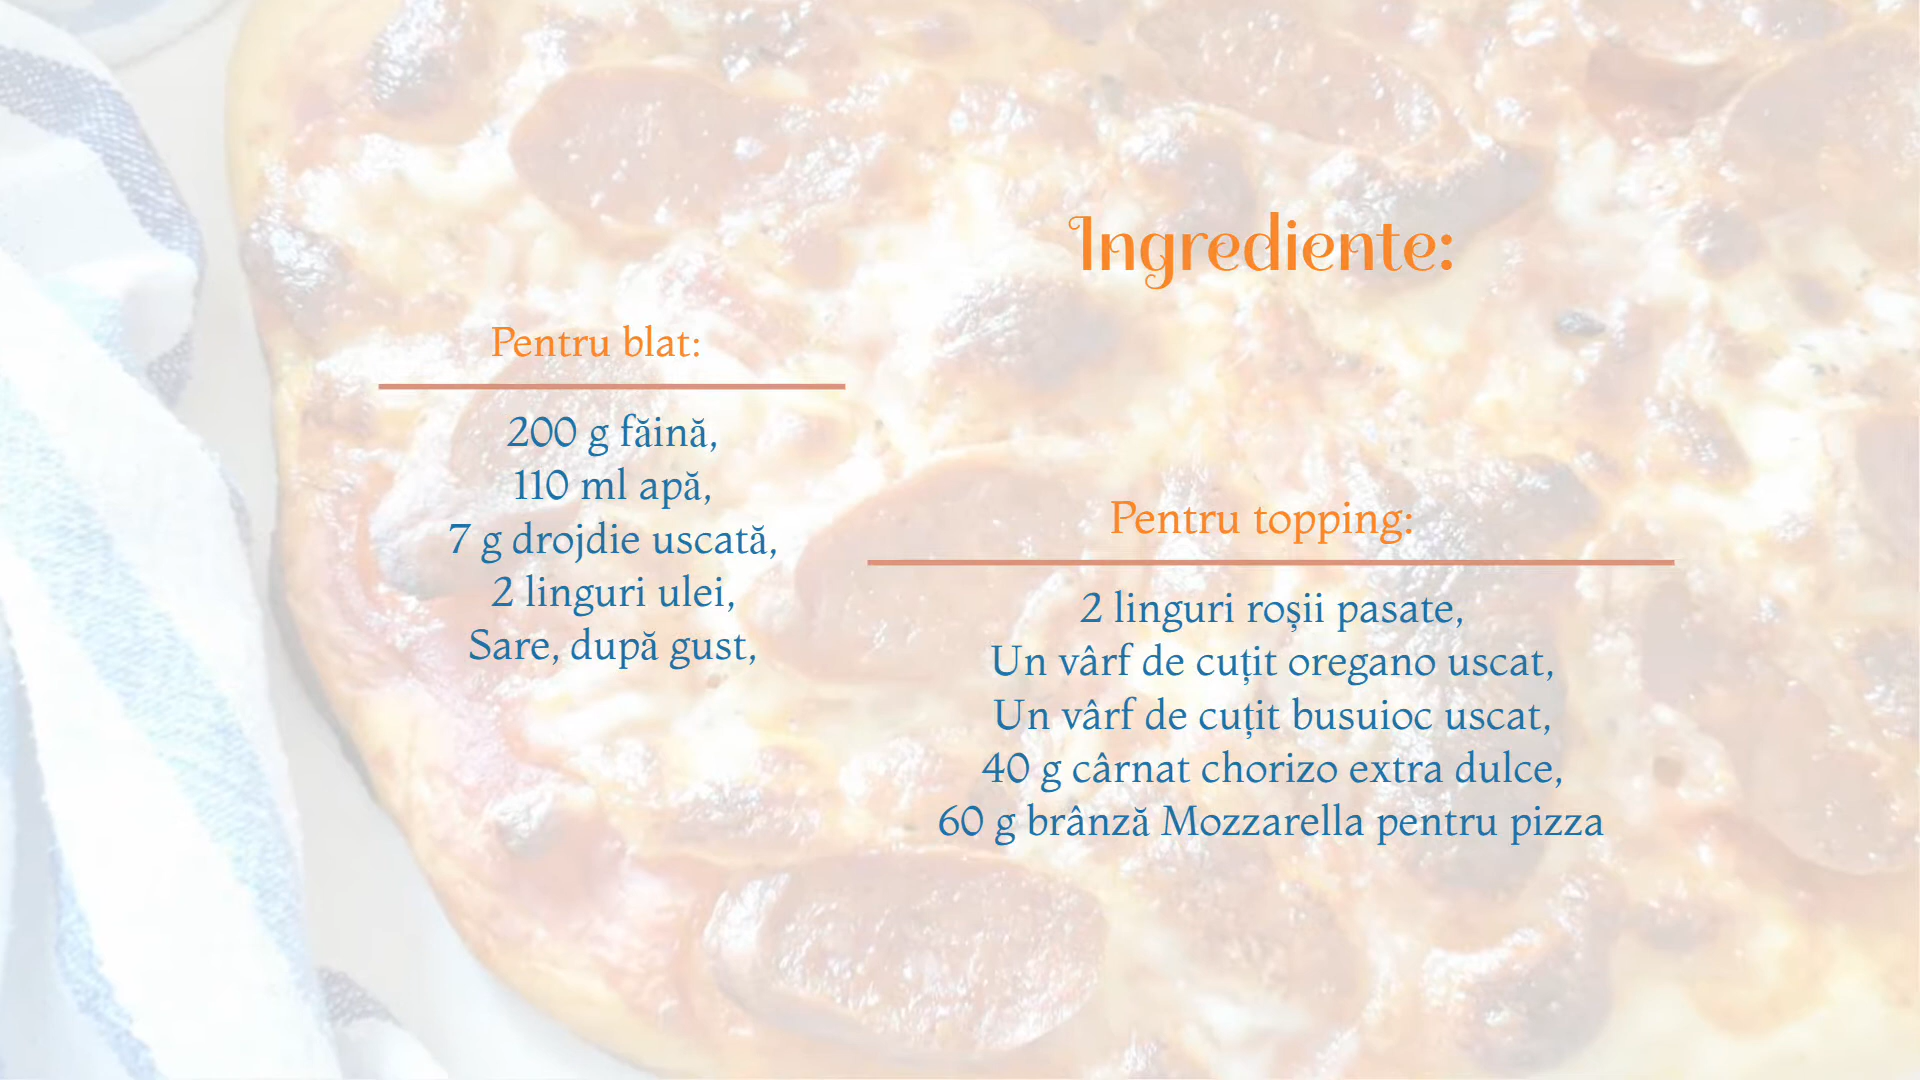 Ingrediente:
Pentru blat:
200 g făină,
110 ml apă,
7 g drojdie uscată,
2 linguri ulei,
Sare, după gust,
Pentru topping:
2 linguri roșii pasate,
Un vârf de cuțit oregano uscat,
Un vârf de cuțit busuioc uscat,
40 g cârnat chorizo extra dulce,
60 g brânză Mozzarella pentru pizza